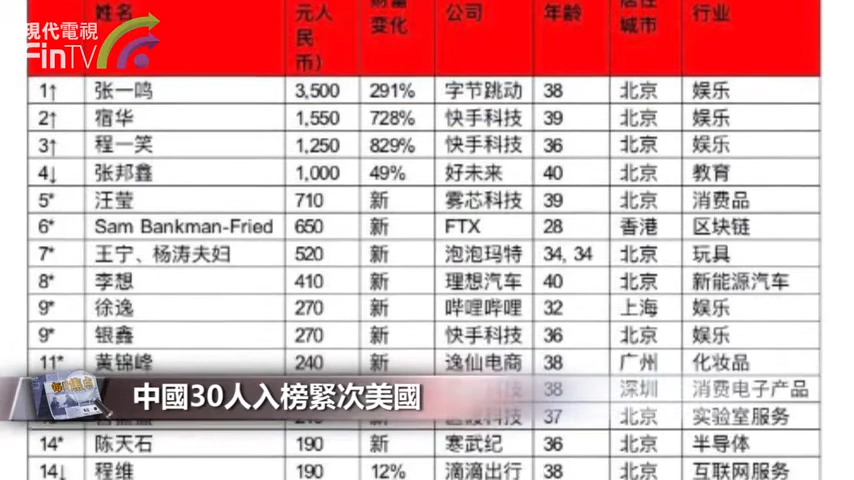 現代電視
FinTV
姓名 元人民币） 财富变化 公司 年龄 居住城市 行业
1↑ 张一鸣 3,500 291% 字节跳动 38 北京 娱乐
2↑ 宿华 1,550 728% 快手科技 39 北京 娱乐
3↑ 程一笑 1,250 829% 快手科技 36 北京 娱乐
4↓ 张邦鑫 1,000 49% 好未来 40 北京 教育
5* 汪莹 710 新 雾芯科技 39 北京 消费品
6* Sam Bankman-Fried 650 新 FTX 28 香港 区块链
7* 王宁、杨涛夫妇 520 新 泡泡玛特 34, 34 北京 玩具
8* 李想 410 新 理想汽车 40 北京 新能源汽车
9* 徐逸 270 新 哔哩哔哩 32 上海 娱乐
9* 银鑫 270 新 快手科技 36 北京 娱乐
11* 黄锦峰 240 新 逸仙电商 38 广州 化妆品
38 深圳 消费电子产品
37 北京 实验室服务
每日焦点
中國30人入榜緊次美國
14* 陈天石 190 新 寒武纪 36 北京 半导体
14↓ 程维 190 12% 滴滴出行 38 北京 互联网服务